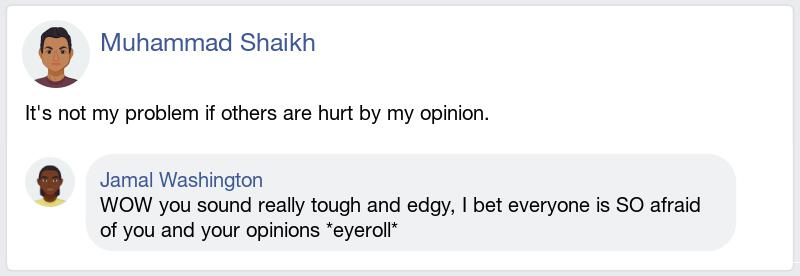 Muhammad Shaikh
It's not my problem if others are hurt by my opinion.
Jamal Washington
WOW you sound really tough and edgy, I bet everyone is SO afraid
of you and your opinions *eyeroll*